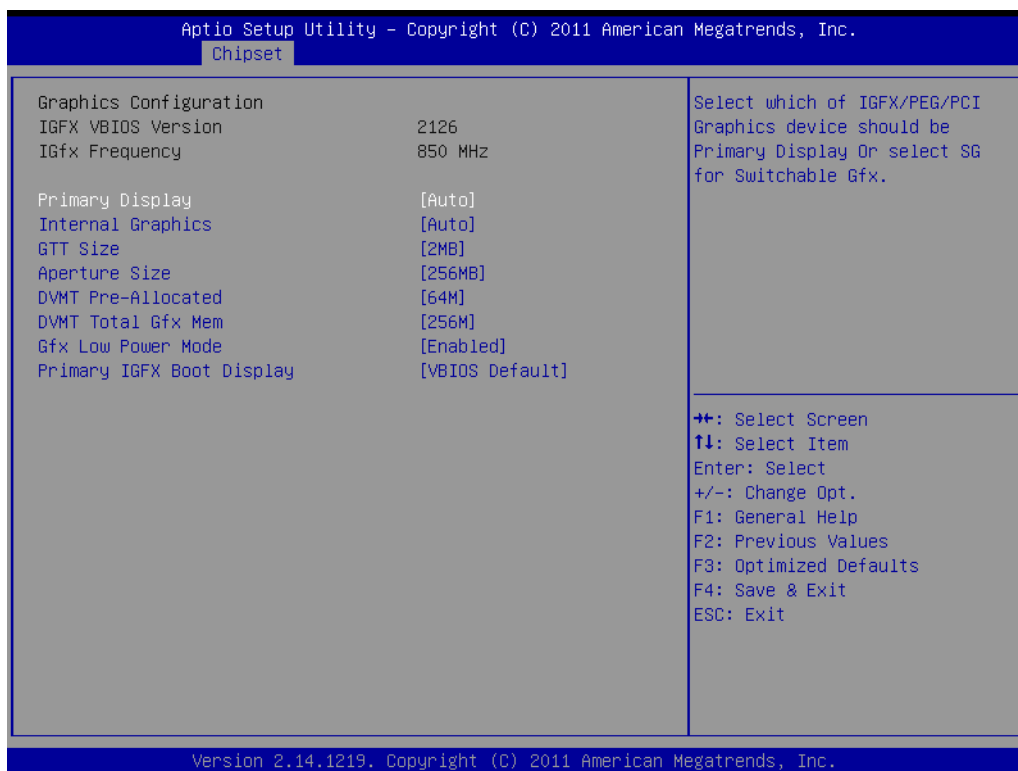 Aptio Setup Utility – Copyright (C) 2011 American Megatrends, Inc.
Chipset
Graphics Configuration
IGFX VBIOS Version 2126
IGfx Frequency 850 MHz
Primary Display [Auto]
Internal Graphics [Auto]
GTT Size [2MB]
Aperture Size [256MB]
DVMT Pre-Allocated [64M]
DVMT Total Gfx Mem [256M]
Gfx Low Power Mode [Enabled]
Primary IGFX Boot Display [VBIOS Default]
Select which of IGFX/PEG/PCI
Graphics device should be
Primary Display Or select SG
for Switchable Gfx.
→←: Select Screen
↑↓: Select Item
Enter: Select
+/-: Change Opt.
F1: General Help
F2: Previous Values
F3: Optimized Defaults
F4: Save & Exit
ESC: Exit
Version 2.14.1219. Copyright (C) 2011 American Megatrends, Inc.